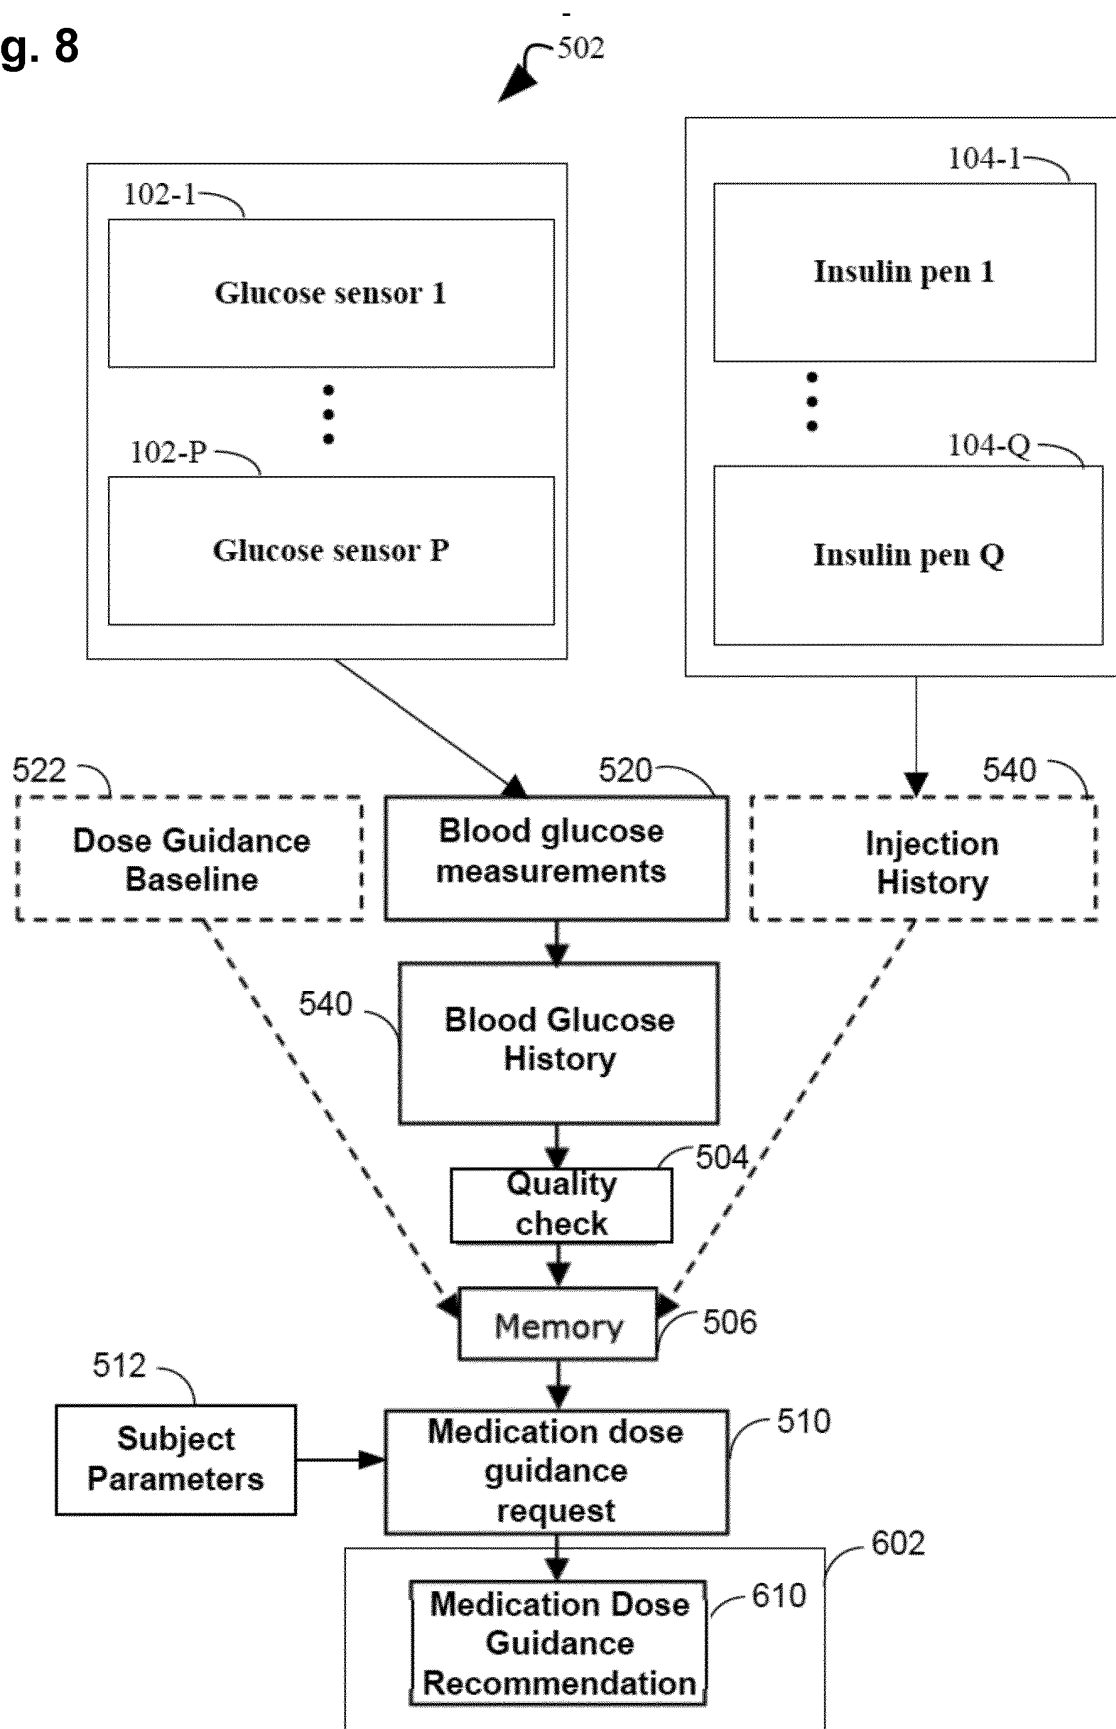 g. 8
502
104-1
102-1
Insulin pen 1
Glucose sensor 1
104-Q
102-P
Glucose sensor P
Insulin pen Q
522
520
540
Dose Guidance
Baseline
Blood glucose
measurements
Injection
History
540
Blood Glucose
History
504
Quality
check
Memory
506
512
Subject
Parameters
Medication dose
guidance
request
510
602
Medication Dose
Guidance
Recommendation
610